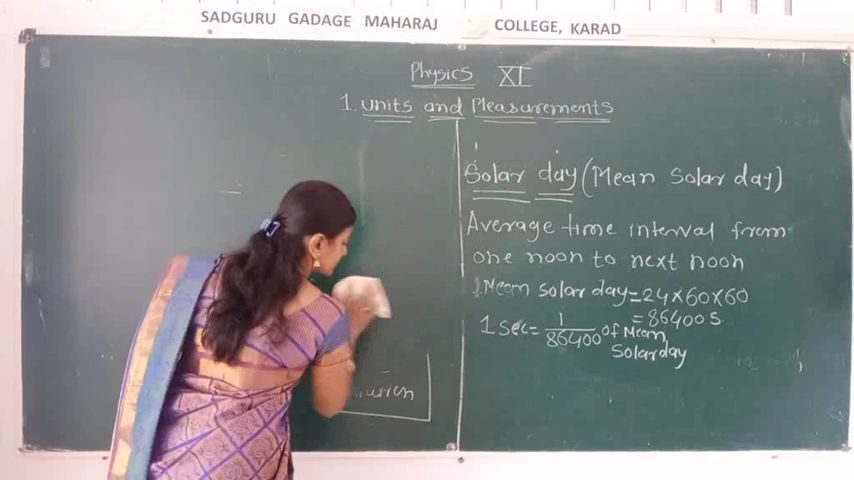 SADGURU GADAGE MAHARAJ COLLEGE, KARAD
Physics XI
1. Units and Measurements
Solar day (Mean Solar day)
Average time interval from
one noon to next noon
Mean solar day = 24×60×60
= 86400 S.
1 Sec = 1/86400 of Mean
Solar day